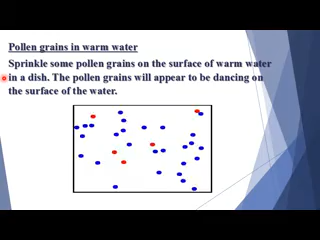 Pollen grains in warm water
Sprinkle some pollen grains on the surface of warm water
in a dish. The pollen grains will appear to be dancing on
the surface of the water.